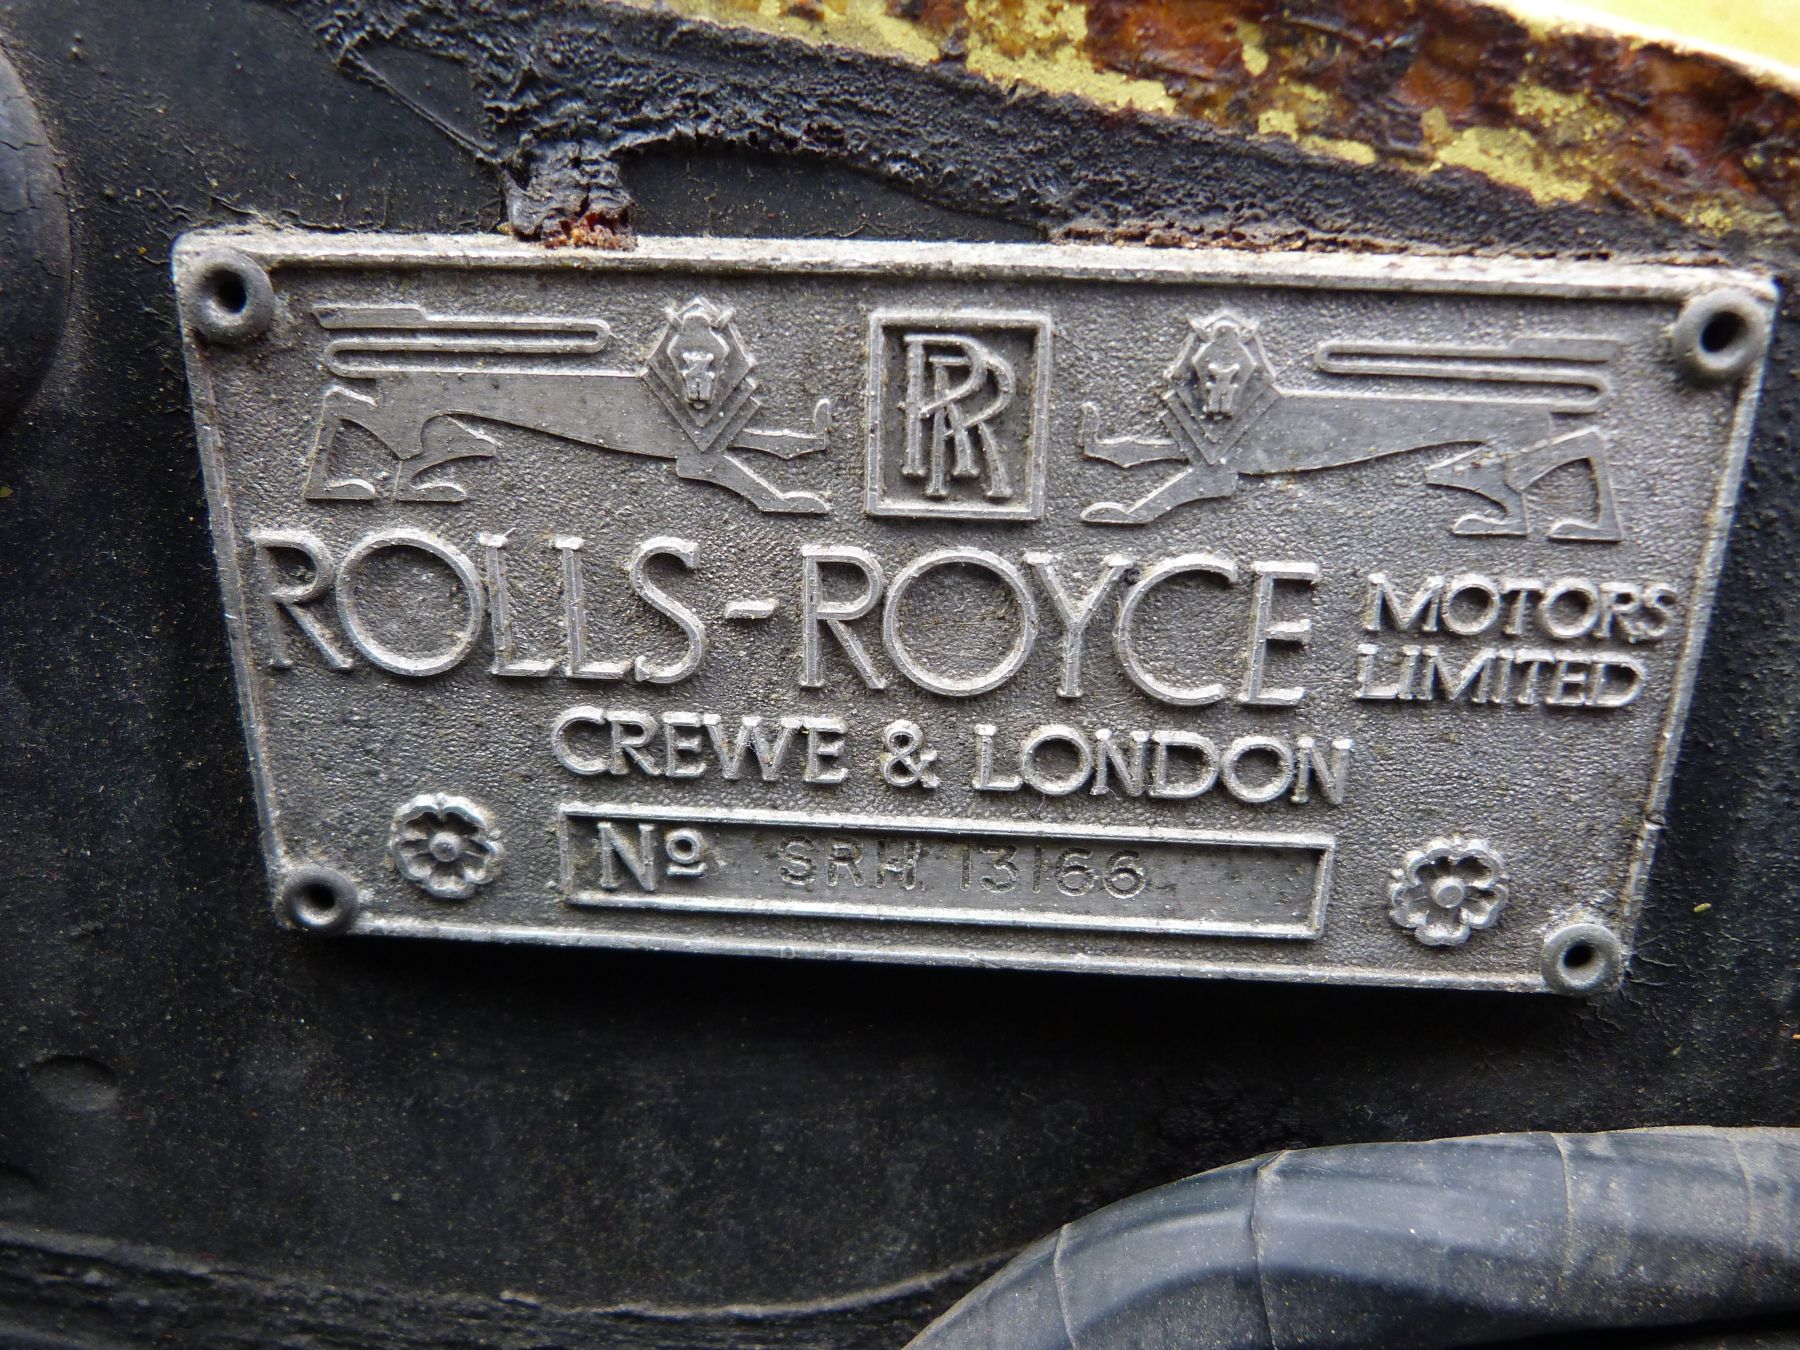 RR
ROLLS-ROYCE MOTORS LIMITED
CREWE & LONDON
Nº SRH 13166